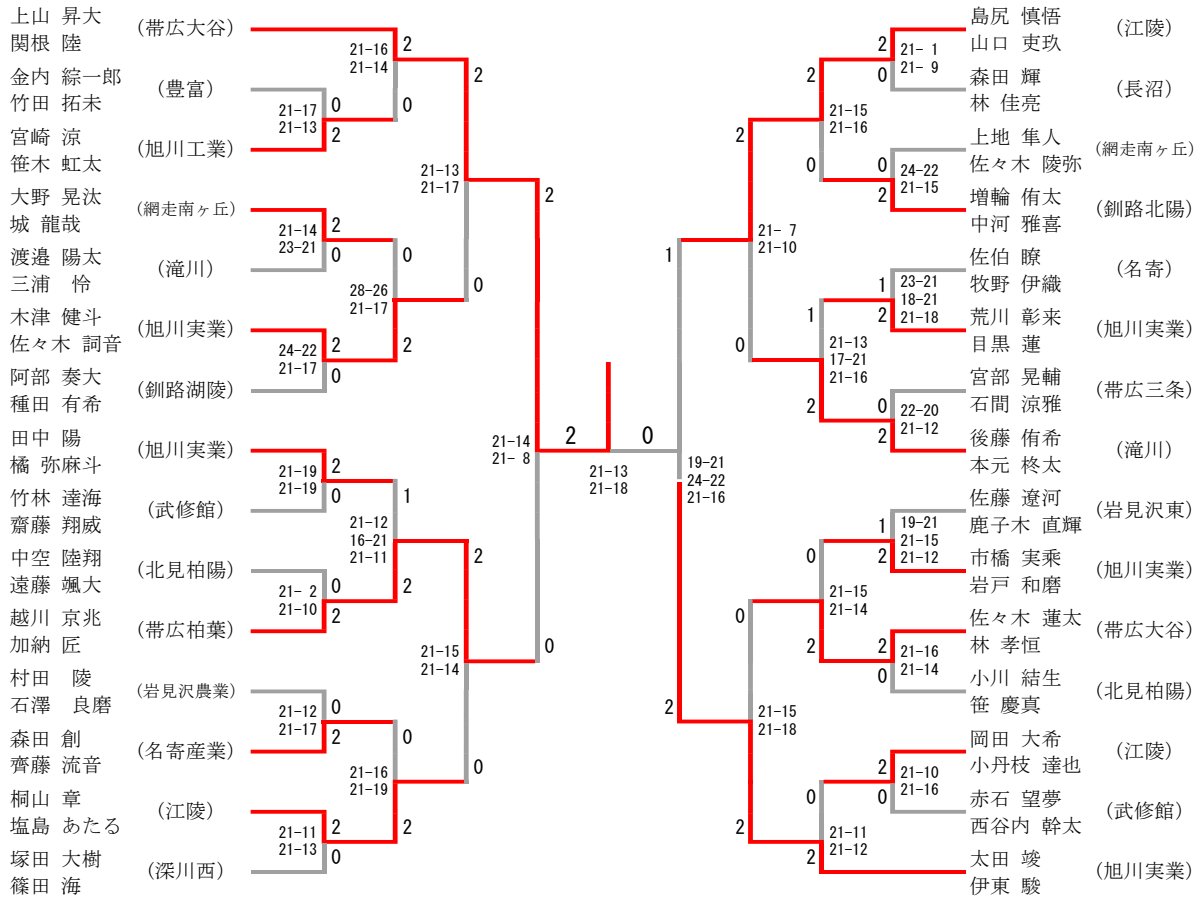 上山 昇大
関根 陸
(帯広大谷)
金内 綜一郎
竹田 拓未
(豊富)
宮崎 涼
笹木 虹太
(旭川工業)
大野 晃汰
城 龍哉
(網走南ヶ丘)
渡邉 陽太
三浦 怜
(滝川)
木津 健斗
佐々木 詞音
(旭川実業)
阿部 奏大
種田 有希
(釧路湖陵)
田中 陽
橘 弥麻斗
(旭川実業)
竹林 達海
齋藤 翔威
(武修館)
中空 陸翔
遠藤 颯大
(北見柏陽)
越川 京兆
加納 匠
(帯広柏葉)
村田 陵
石澤 良磨
(岩見沢農業)
森田 創
齊藤 流音
(名寄産業)
桐山 章
塩島 あたる
(江陵)
塚田 大樹
篠田 海
(深川西)
21-17
21-13
0
2
21-14
23-21
2
0
24-22
21-17
2
0
21-19
21-19
2
0
21- 2
21-10
0
2
21-12
21-17
0
2
21-11
21-13
2
0
21-16
21-14
2
0
28-26
21-17
0
2
21-12
16-21
21-11
1
2
21-16
21-19
0
2
21-13
21-17
2
0
21-15
21-14
2
0
21-14
21- 8
2
0
2
0
21-13
21-18
1
2
19-21
24-22
21-16
2
0
21- 7
21-10
0
2
21-15
21-18
2
0
21-15
21-16
1
2
21-13
17-21
21-16
0
2
21-15
21-14
0
2
21-11
21-12
2
0
21- 1
21- 9
0
2
24-22
21-15
1
2
23-21
18-21
21-18
0
2
22-20
21-12
1
2
19-21
21-15
21-12
2
0
21-16
21-14
2
0
21-10
21-16
島尻 慎悟
山口 吏玖
(江陵)
森田 輝
林 佳亮
(長沼)
上地 隼人
佐々木 陵弥
(網走南ヶ丘)
増輪 侑太
中河 雅喜
(釧路北陽)
佐伯 瞭
牧野 伊織
(名寄)
荒川 彰来
目黒 蓮
(旭川実業)
宮部 晃輔
石間 涼雅
(帯広三条)
後藤 侑希
本元 柊太
(滝川)
佐藤 遼河
鹿子木 直輝
(岩見沢東)
市橋 実乘
岩戸 和磨
(旭川実業)
佐々木 蓮太
林 孝恒
(帯広大谷)
小川 結生
笹 慶真
(北見柏陽)
岡田 大希
小丹枝 達也
(江陵)
赤石 望夢
西谷内 幹太
(武修館)
太田 竣
伊東 駿
(旭川実業)